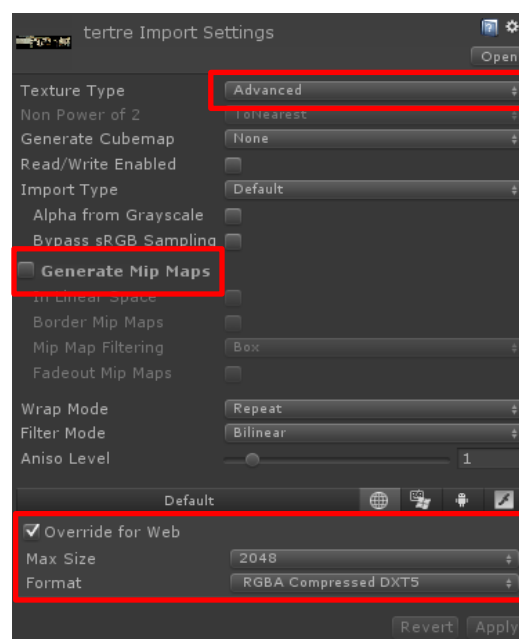 tertre Import Settings
Open
Texture Type Advanced
Non Power of 2 ToNearest
Generate Cubemap None
Read/Write Enabled
Import Type Default
Alpha from Grayscale
Bypass sRGB Sampling
Generate Mip Maps
In Linear Space
Border Mip Maps
Mip Map Filtering Box
Fadeout Mip Maps
Wrap Mode Repeat
Filter Mode Bilinear
Aniso Level 1
Default
Override for Web
Max Size 2048
Format RGBA Compressed DXT5
Revert Apply